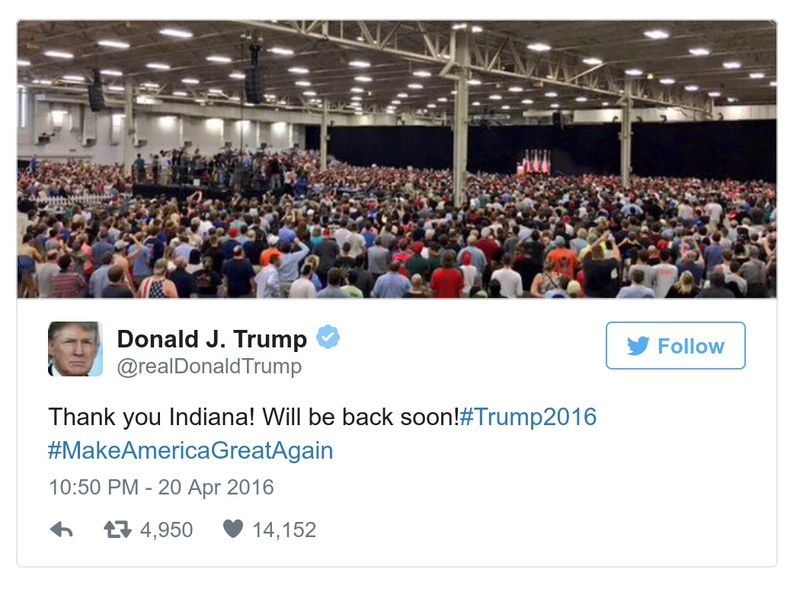 Donald J. Trump
@realDonaldTrump
Follow
Thank you Indiana! Will be back soon!#Trump2016
#MakeAmericaGreatAgain
10:50 PM - 20 Apr 2016
4,950 14,152